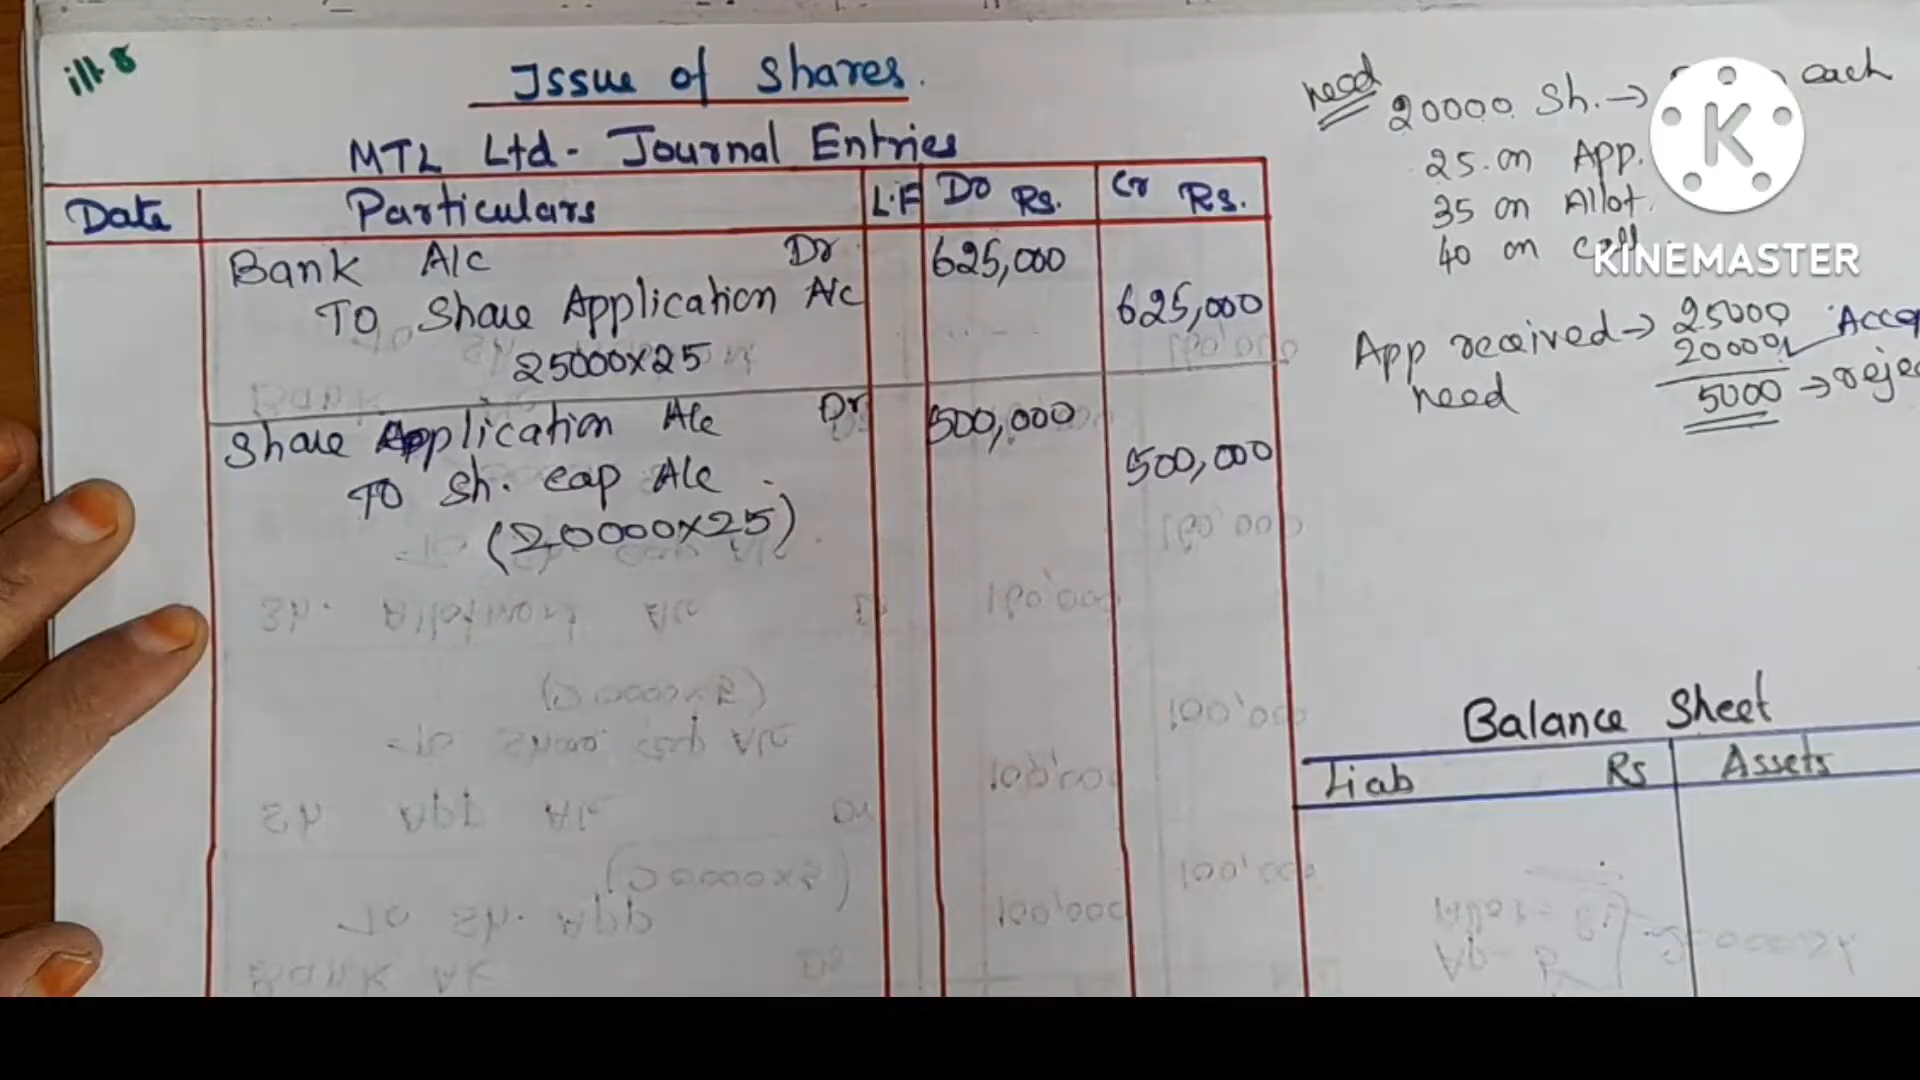 ill 8
Issue of Shares.
MTL Ltd - Journal Entries
Date Particulars L.F Dr Rs. Cr Rs.
Bank A/c Dr 625,000
To Share Application A/c 625,000
25000x25
Share Application A/c Dr 500,000
To Sh. cap A/c 500,000
(20000x25)
need
20000 Sh. → each
25 on App.
35 on Allot.
40 on Call
KINEMASTER
App received → 25000
need 20000 Accep
5000 → rejec
Balance Sheet
Liab Rs Assets